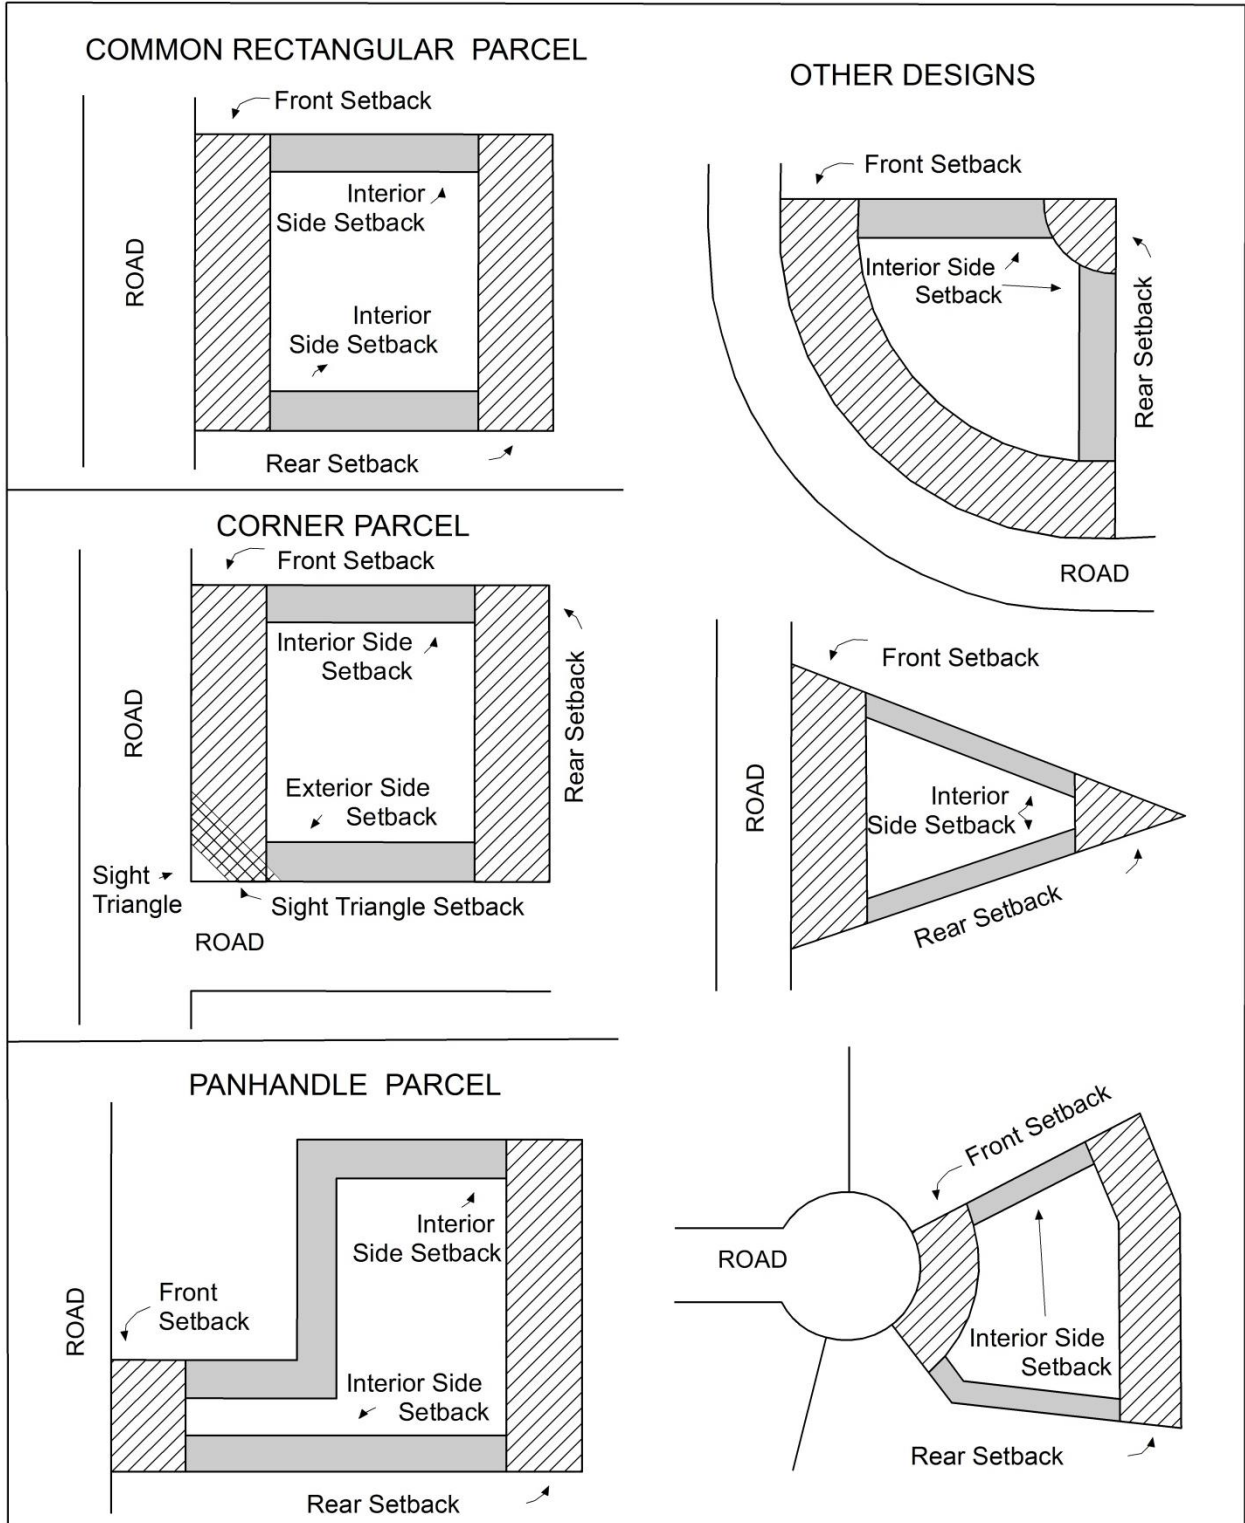 COMMON RECTANGULAR PARCEL
Front Setback
ROAD
Interior
Side Setback
Interior
Side Setback
Rear Setback
CORNER PARCEL
Front Setback
ROAD
Interior Side
Setback
Rear Setback
Exterior Side
Setback
Sight
Triangle
Sight Triangle Setback
ROAD
PANHANDLE PARCEL
ROAD
Front
Setback
Interior
Side Setback
Interior Side
Setback
Rear Setback
OTHER DESIGNS
Front Setback
Interior Side
Setback
Rear Setback
ROAD
Front Setback
ROAD
Interior
Side Setback
Rear Setback
Front Setback
ROAD
Interior Side
Setback
Rear Setback